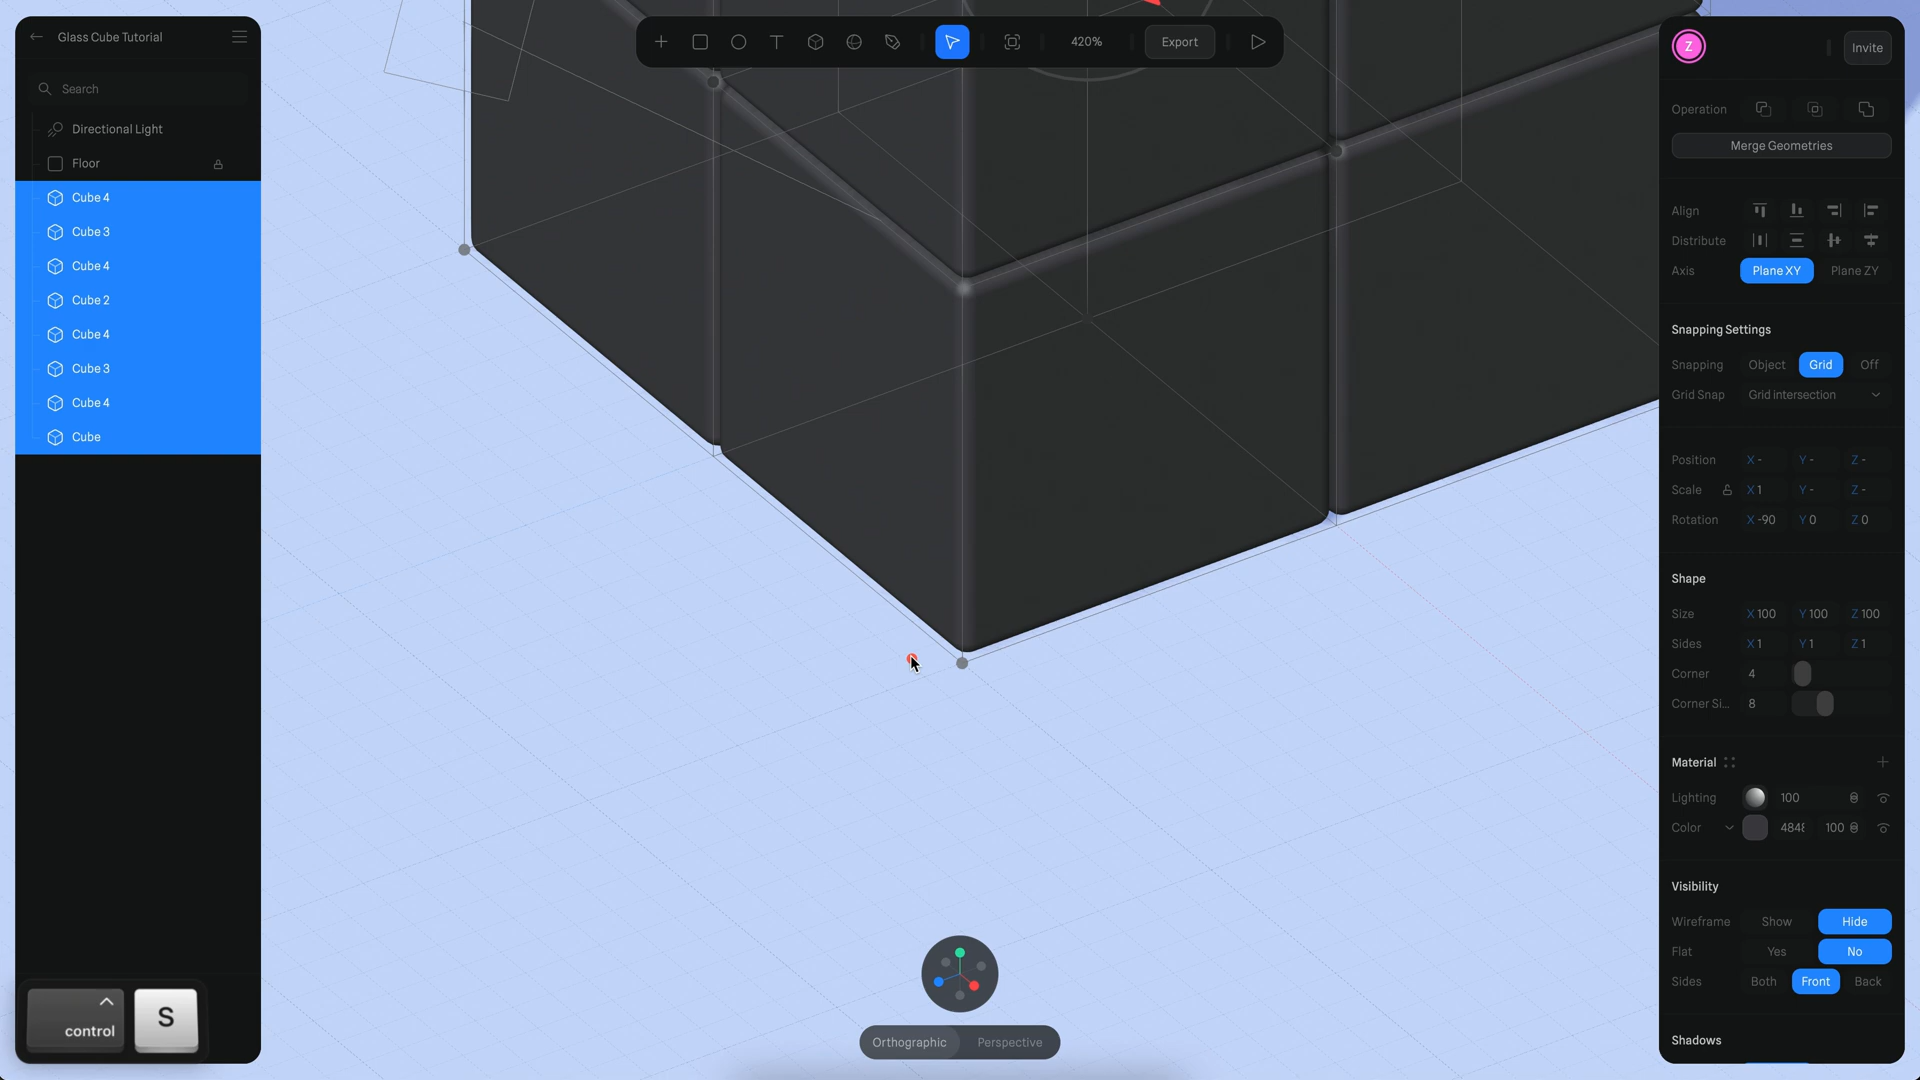 Glass Cube Tutorial
Search
Directional Light
Floor
Cube 4
Cube 3
Cube 4
Cube 2
Cube 4
Cube 3
Cube 4
Cube
control
S
420%
Export
Orthographic
Perspective
Z
Invite
Operation
Merge Geometries
Align
Distribute
Axis Plane XY Plane ZY
Snapping Settings
Snapping Object Grid Off
Grid Snap Grid intersection
Position X - Y - Z -
Scale X 1 Y - Z -
Rotation X -90 Y 0 Z 0
Shape
Size X 100 Y 100 Z 100
Sides X 1 Y 1 Z 1
Corner 4
Corner Si... 8
Material
Lighting 100
Color 484 100
Visibility
Wireframe Show Hide
Flat Yes No
Sides Both Front Back
Shadows